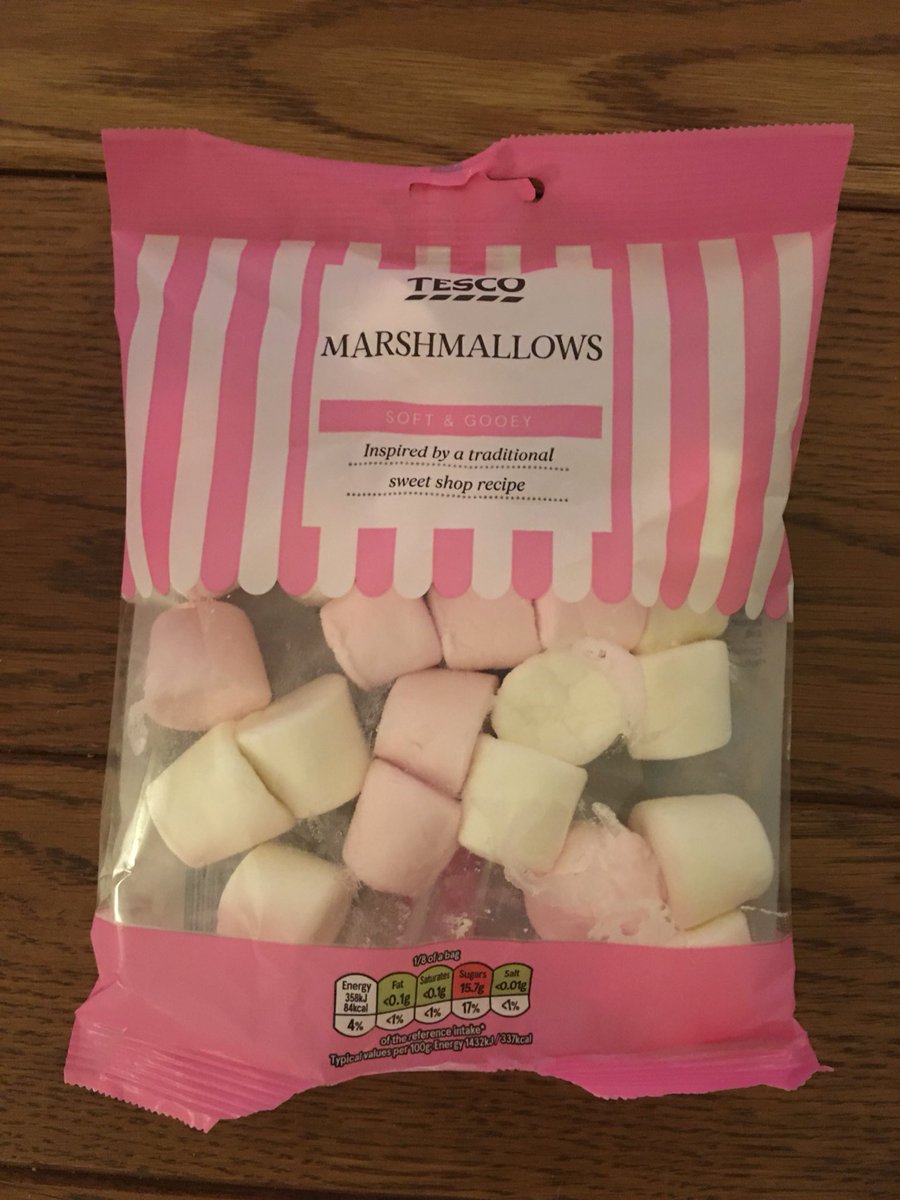 TESCO
MARSHMALLOWS
SOFT & GOOEY
Inspired by a traditional
sweet shop recipe
1/8 of a bag
Energy
358kJ
84kcal
4%
Fat
<0.1g
<1%
Saturates
<0.1g
<1%
Sugars
15.7g
17%
Salt
<0.01g
<1%
of the reference intake*
Typical values per 100g: Energy 1432kJ / 337kcal